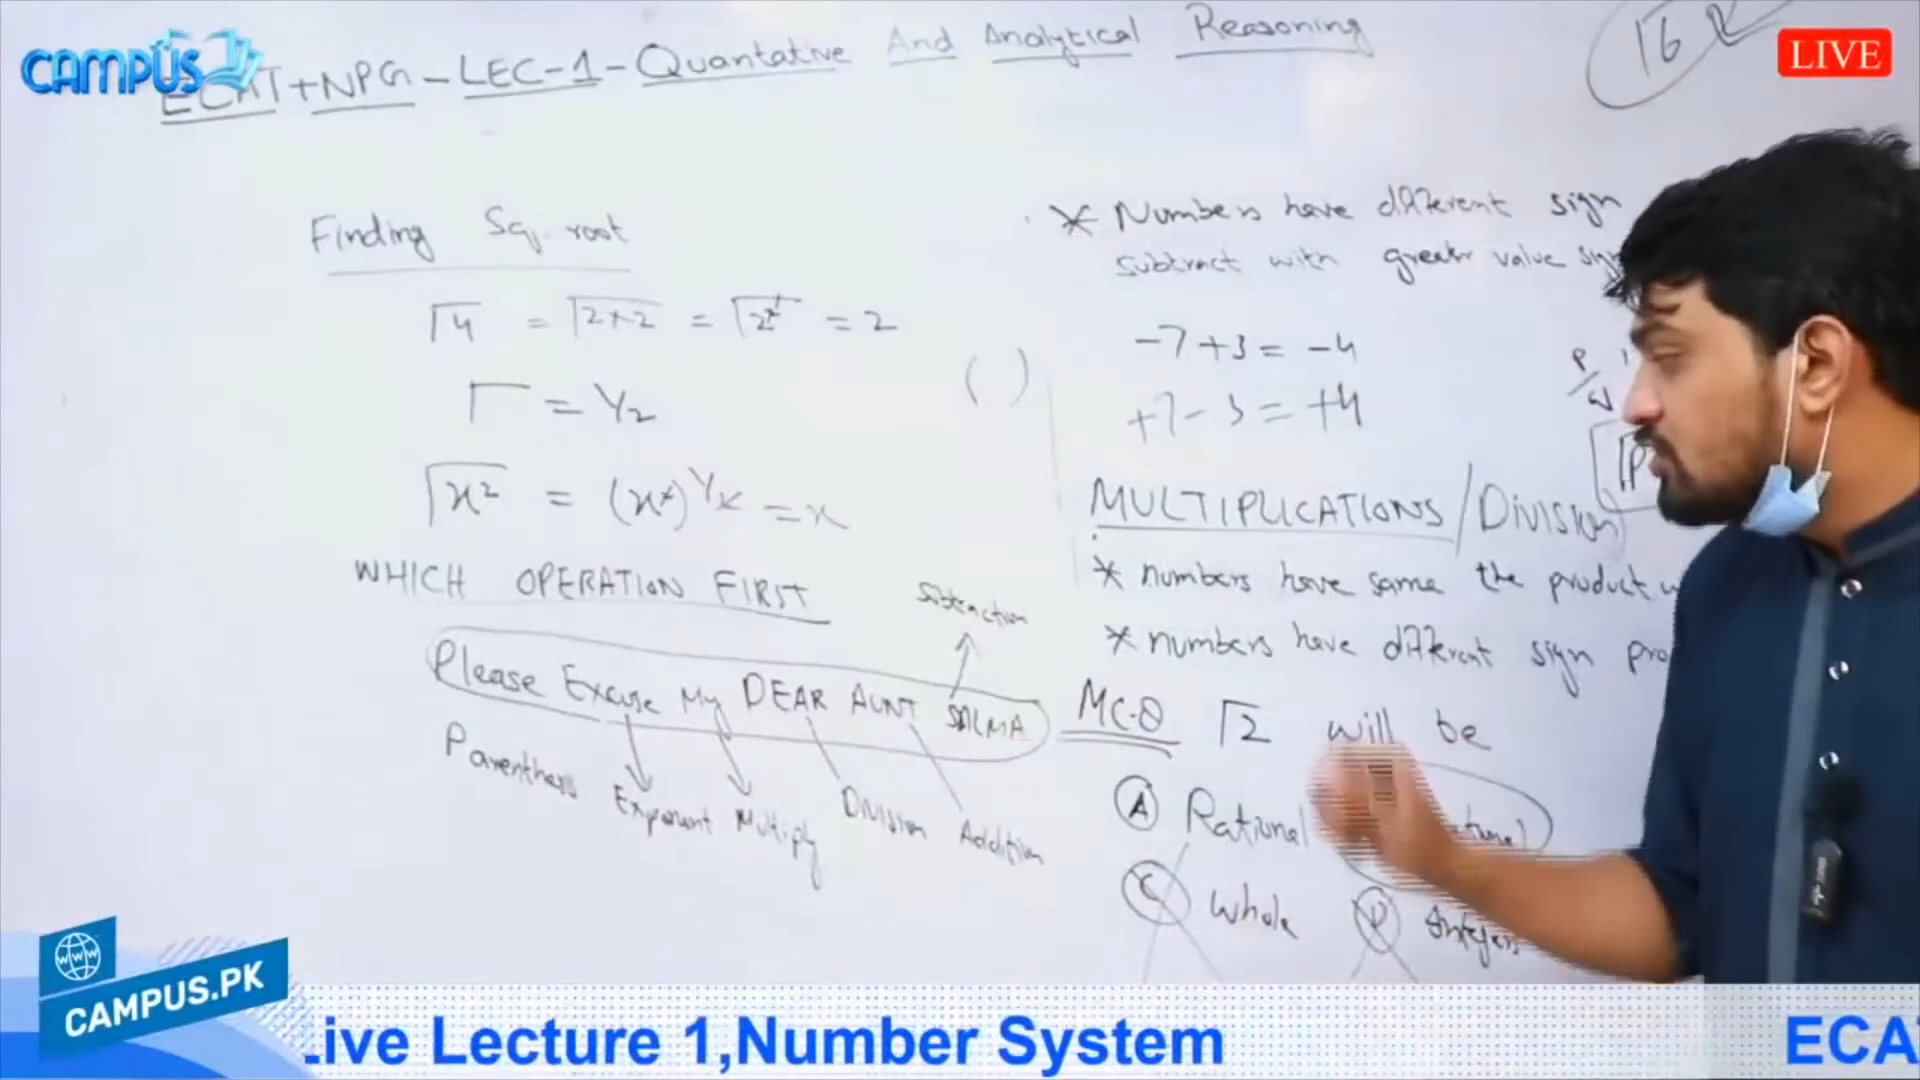 CAMPUS
ECAT+NPG-LEC-1-Quantative And Analytical Reasoning
LIVE
Finding Sq. root
√4 = √2×2 = √2² = 2
√ = 1/2
√x² = (x²)^1/2 = x
WHICH OPERATION FIRST
Subtraction
Please Excuse My DEAR AUNT SALMA
Parenthesis Exponent Multiply Division Addition
( )
* Numbers have different sign
subtract with greater value sign
-7+3 = -4
+7-3 = +4
P
MULTIPLICATIONS/DIVISION
* numbers have same the product
* numbers have different sign pro
MC.Q √2 will be
A Rational
C Whole D Integers
WWW
CAMPUS.PK
Live Lecture 1,Number System
ECA